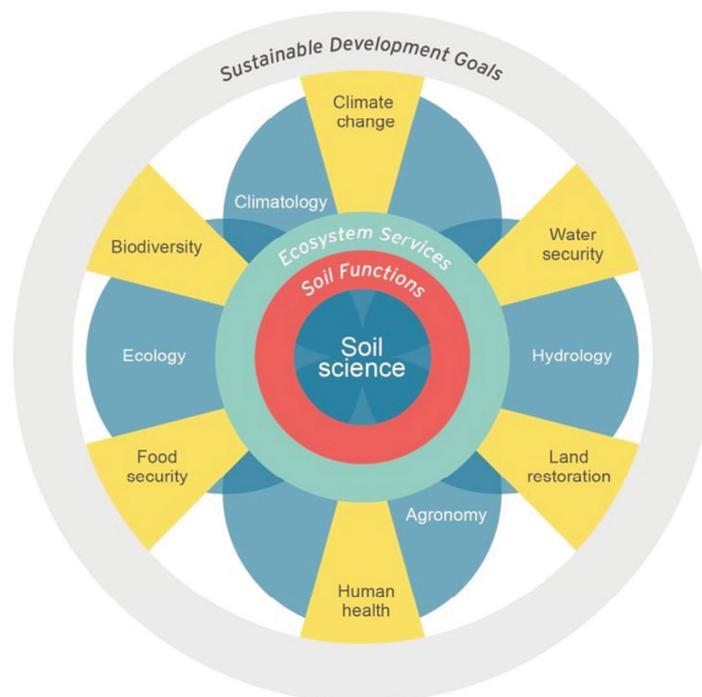 Sustainable Development Goals
Climate
change
Climatology
Biodiversity
Water
security
Ecosystem Services
Soil Functions
Soil
science
Ecology
Hydrology
Food
security
Land
restoration
Agronomy
Human
health